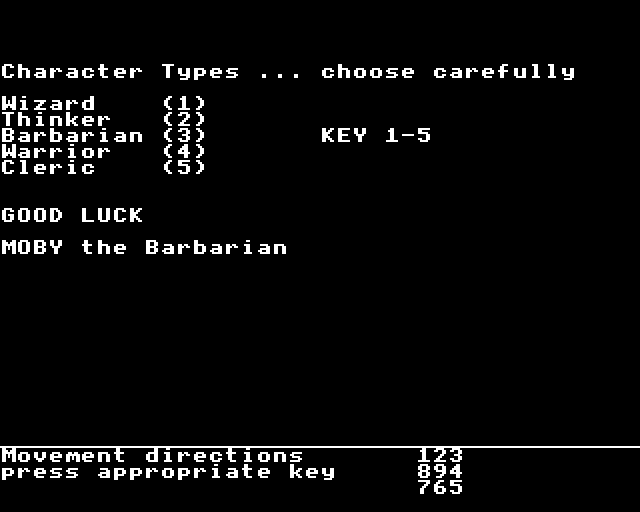 Character Types ... choose carefully
Wizard (1)
Thinker (2)
Barbarian (3) KEY 1-5
Warrior (4)
Cleric (5)
GOOD LUCK
MOBY the Barbarian
Movement directions 123
press appropriate key 894
765